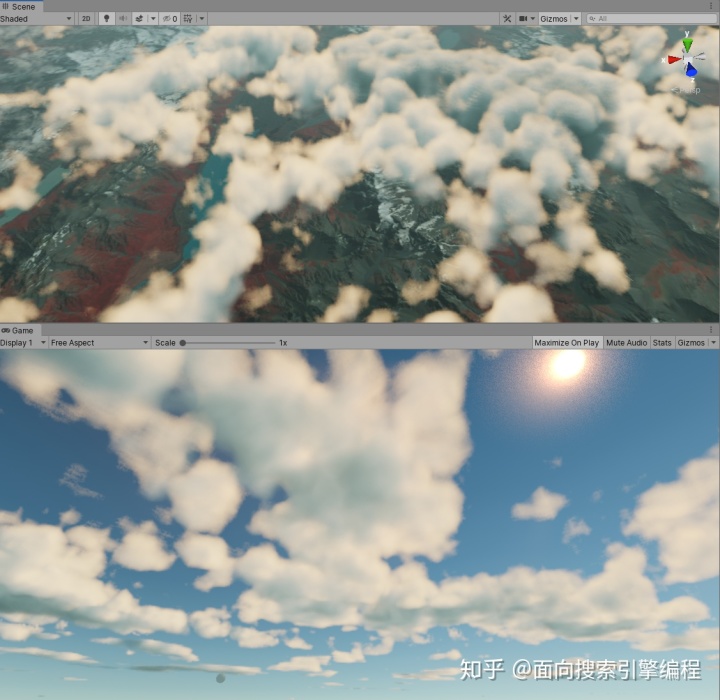 Scene
Shaded 2D 0 Gizmos All
y
x
Persp
Game
Display 1 Free Aspect Scale 1x Maximize On Play Mute Audio Stats Gizmos
知乎 @面向搜索引擎编程